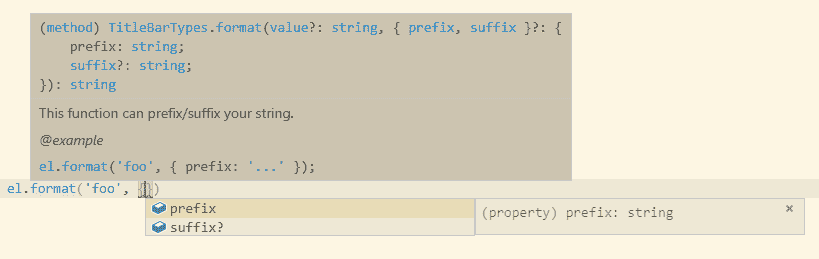 (method) TitleBarTypes.format(value?: string, { prefix, suffix }?: {
    prefix: string;
    suffix?: string;
}): string
This function can prefix/suffix your string.
@example
el.format('foo', { prefix: '...' });
el.format('foo', {})
prefix
(property) prefix: string
×
suffix?